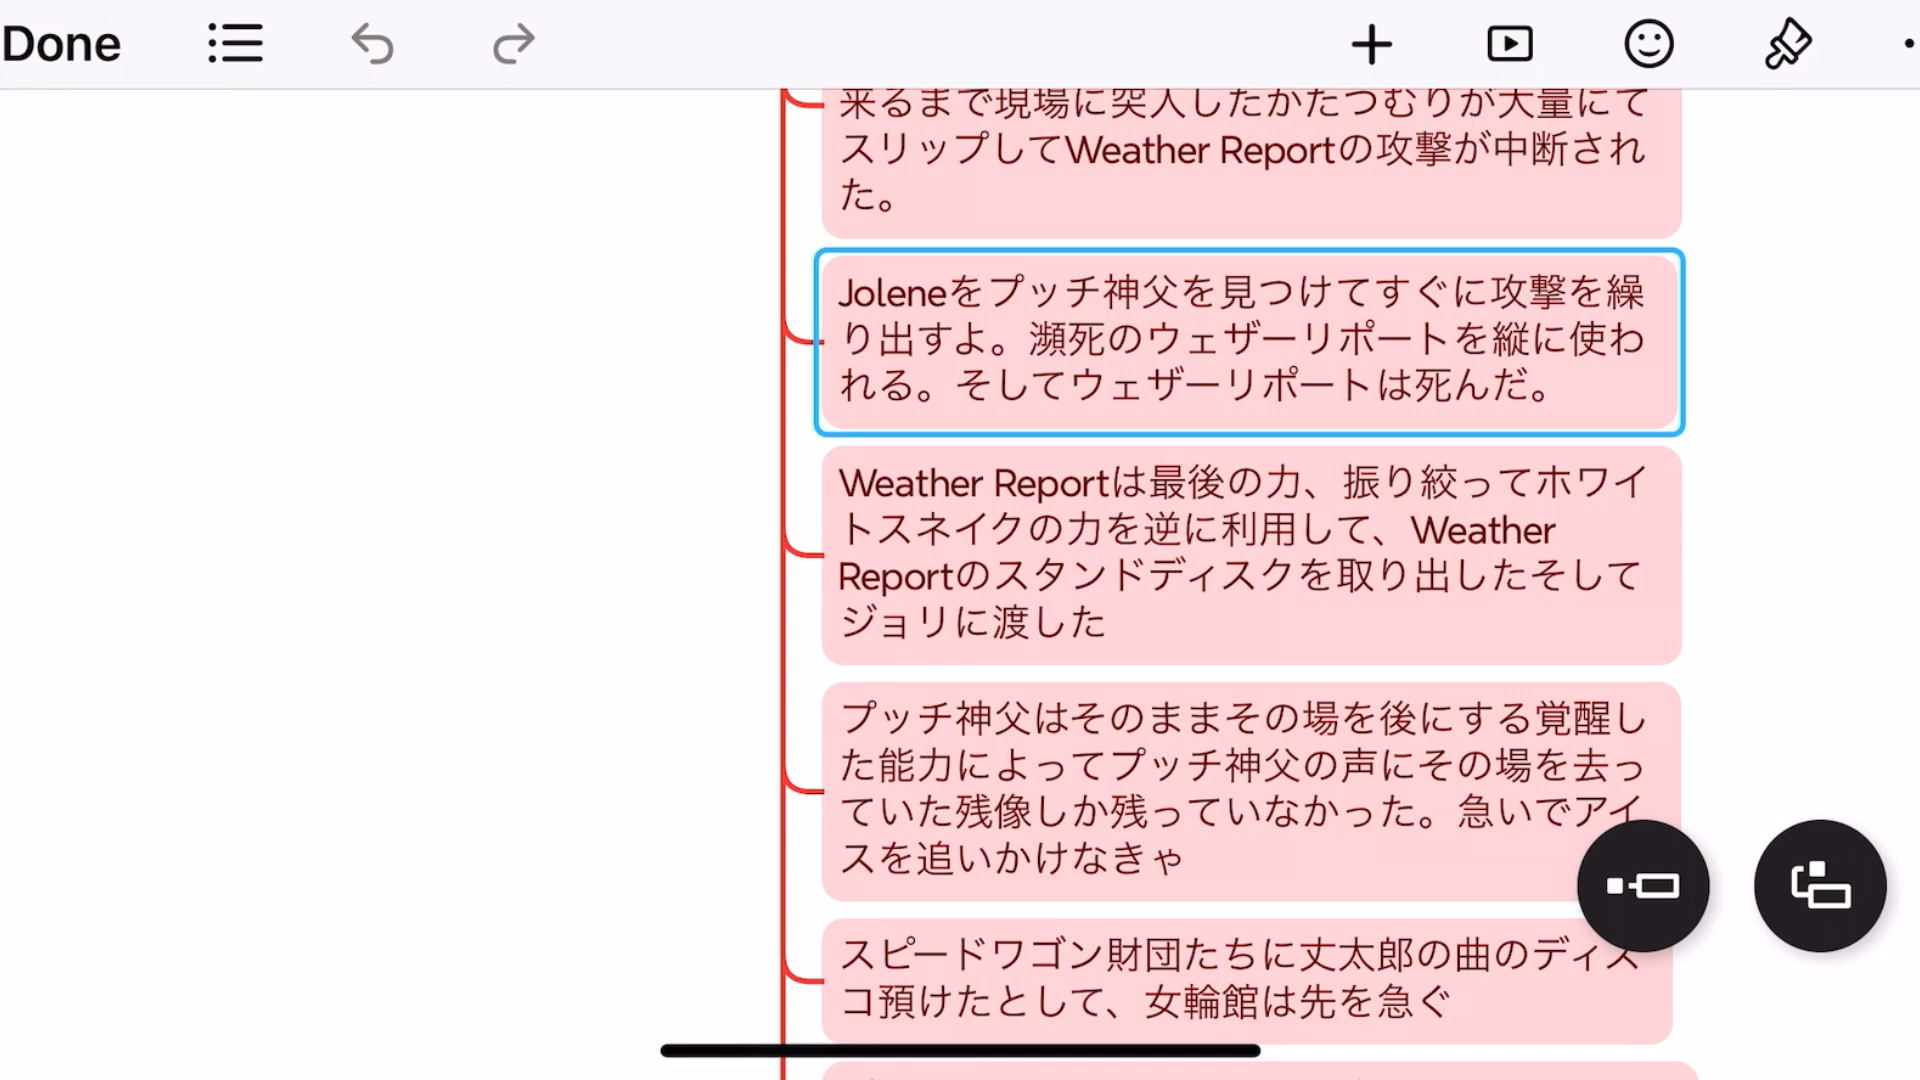 Done
来るまで現場に突入したかたつむりが大量にて
スリップしてWeather Reportの攻撃が中断され
た。
Joleneをプッチ神父を見つけてすぐに攻撃を繰
り出すよ。瀕死のウェザーリポートを縦に使わ
れる。そしてウェザーリポートは死んだ。
Weather Reportは最後の力、振り絞ってホワイ
トスネイクの力を逆に利用して、Weather
Reportのスタンドディスクを取り出したそして
ジョリに渡した
プッチ神父はそのままその場を後にする覚醒し
た能力によってプッチ神父の声にその場を去っ
ていた残像しか残っていなかった。急いでアイ
スを追いかけなきゃ
スピードワゴン財団たちに丈太郎の曲のディス
コ預けたとして、女輪館は先を急ぐ